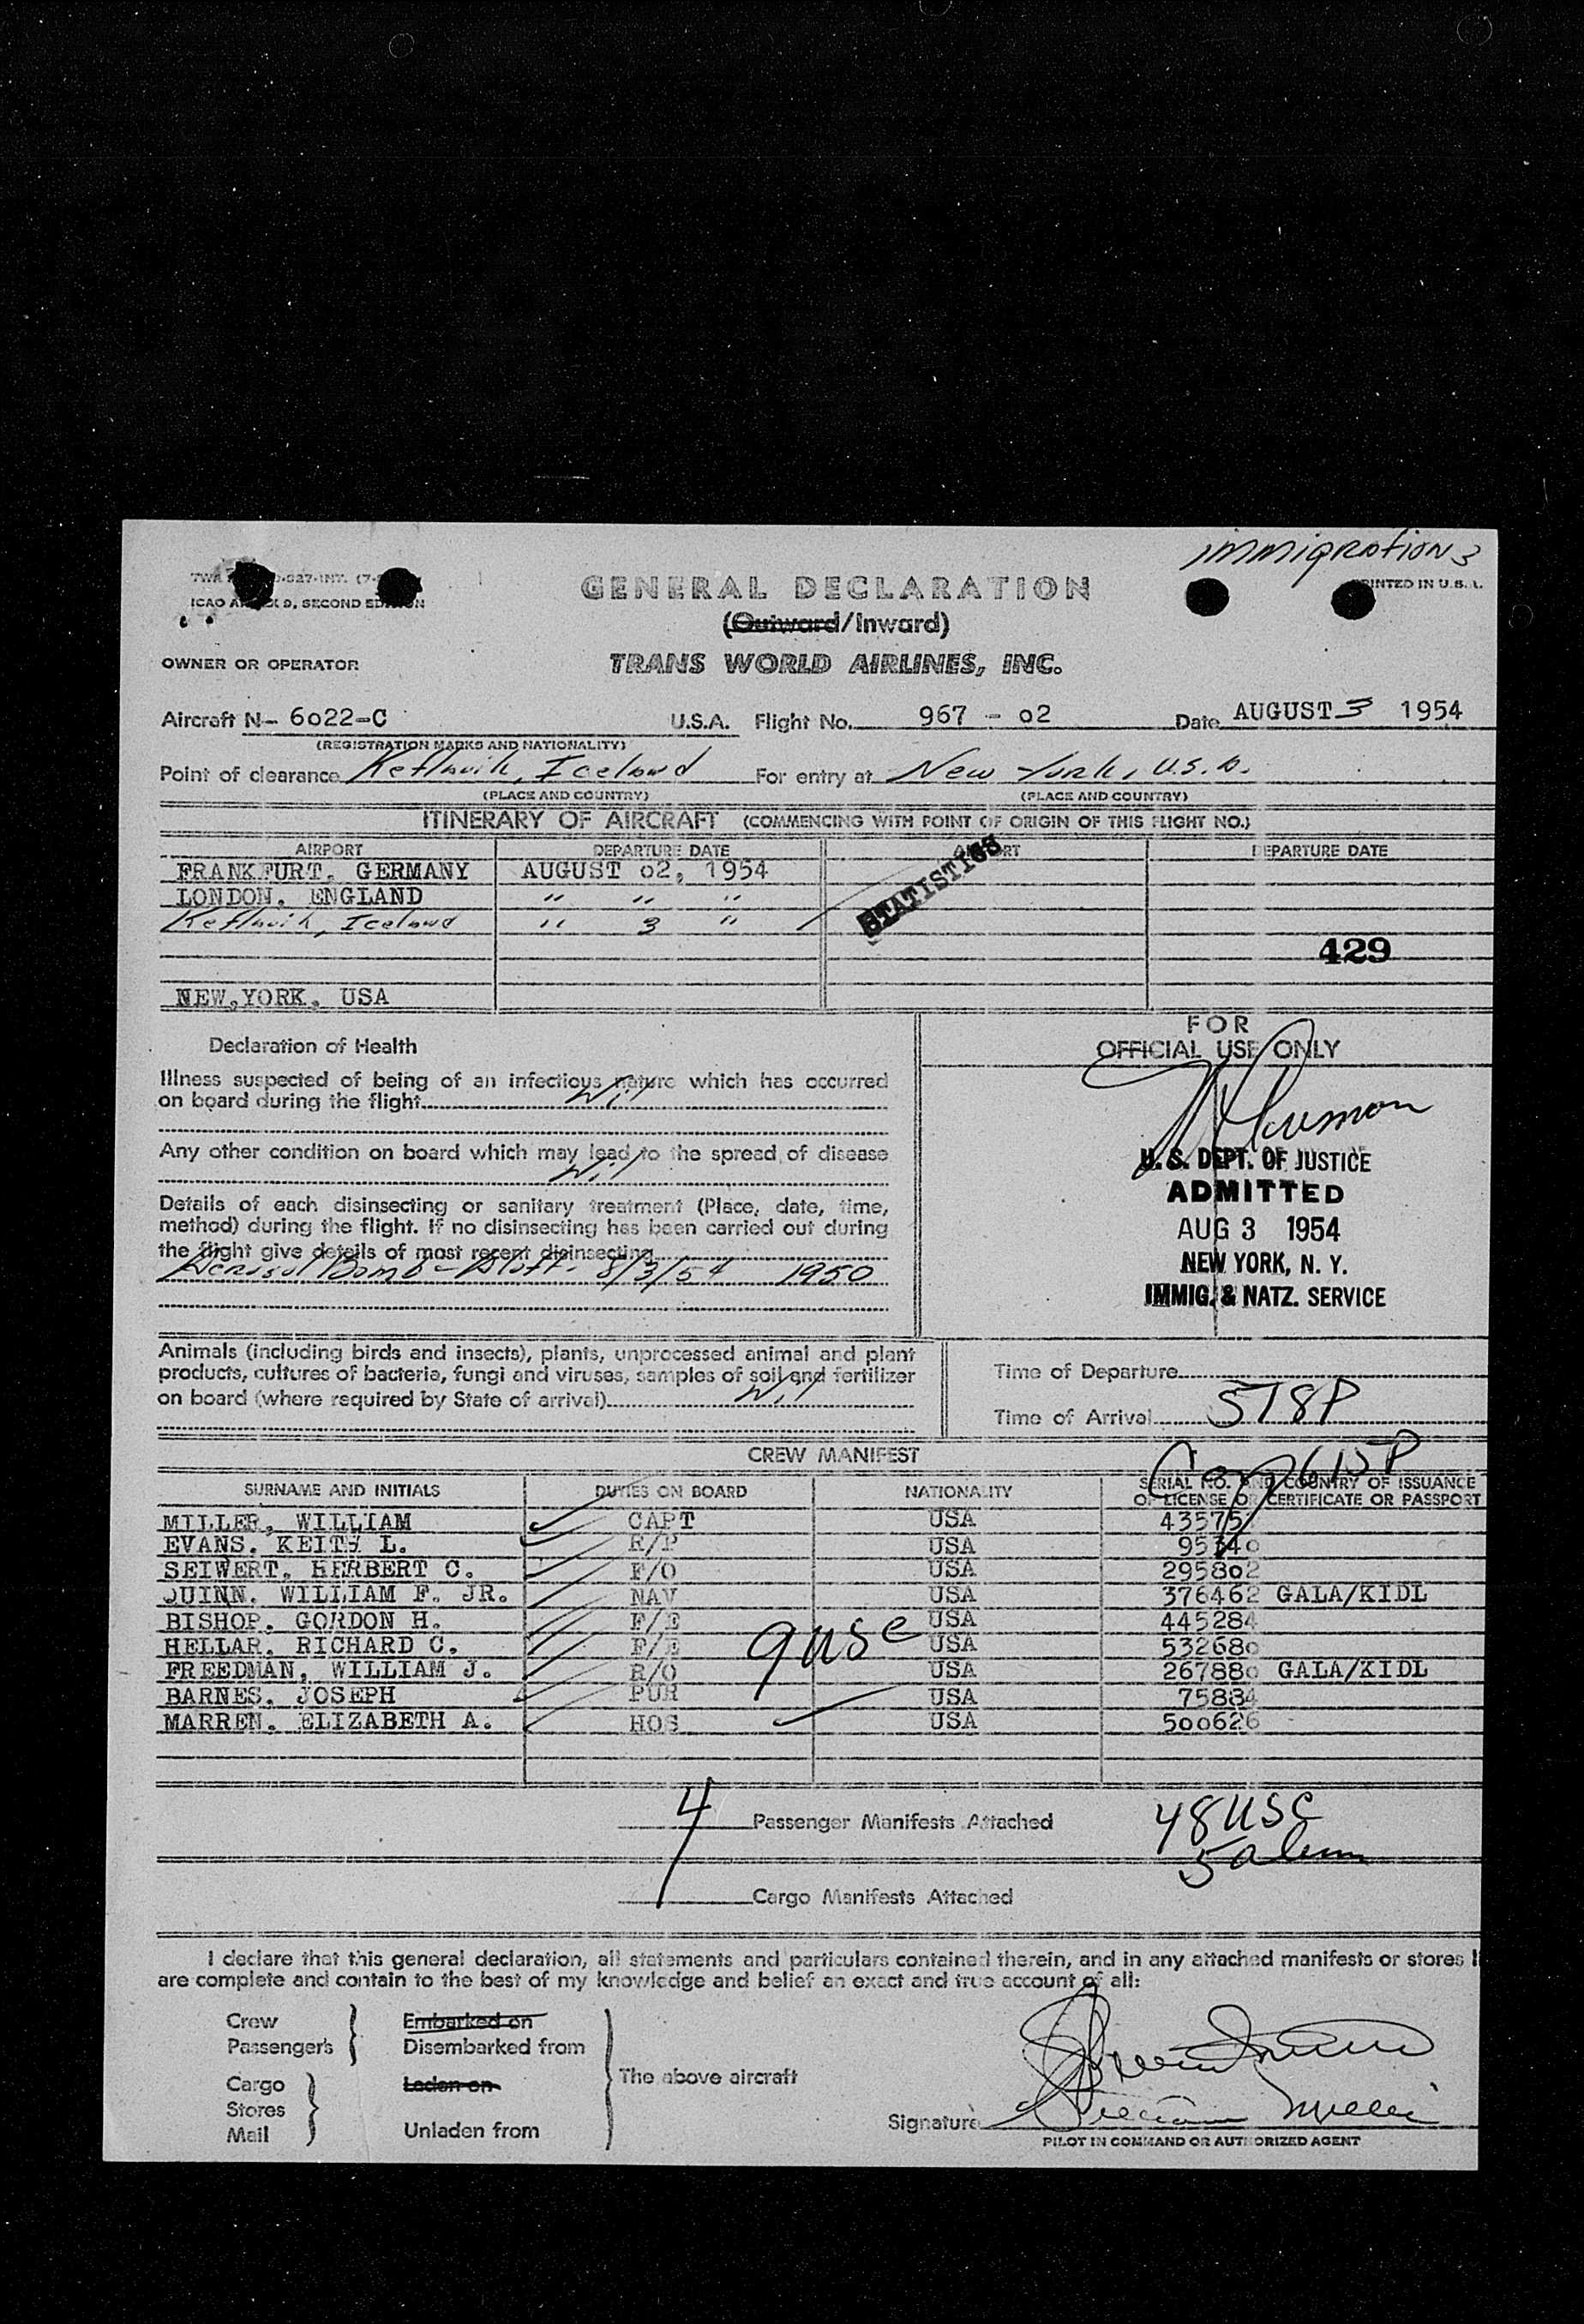 immigration 3
ICAO ANNEX 9, SECOND EDITION
PRINTED IN U.S.A.
GENERAL DECLARATION
(Outward/Inward)
OWNER OR OPERATOR
TRANS WORLD AIRLINES, INC.
Aircraft N- 6022-C U.S.A. Flight No. 967 - 02 Date AUGUST 3 1954
(REGISTRATION MARKS AND NATIONALITY)
Point of clearance Keflavik, Iceland For entry at New York, U.S.A.
(PLACE AND COUNTRY) (PLACE AND COUNTRY)
ITINERARY OF AIRCRAFT (COMMENCING WITH POINT OF ORIGIN OF THIS FLIGHT NO.)
AIRPORT DEPARTURE DATE AIRPORT DEPARTURE DATE
FRANKFURT, GERMANY AUGUST 02, 1954
STATISTICS
LONDON, ENGLAND " " "
Keflavik, Iceland " 3 "
429
NEW,YORK, USA
Declaration of Health
Illness suspected of being of an infectious nature which has occurred
on board during the flight Nil
Any other condition on board which may lead to the spread of disease
Nil
Details of each disinsecting or sanitary treatment (Place, date, time,
method) during the flight. If no disinsecting has been carried out during
the flight give details of most recent disinsecting
Aerisol Bomb - Aloft. 8/3/54 1950
FOR
OFFICIAL USE ONLY
U. S. DEPT. OF JUSTICE
ADMITTED
AUG 3 1954
NEW YORK, N. Y.
IMMIG. & NATZ. SERVICE
Animals (including birds and insects), plants, unprocessed animal and plant
products, cultures of bacteria, fungi and viruses, samples of soil and fertilizer
on board (where required by State of arrival) Nil
Time of Departure
Time of Arrival 518P
615P
CREW MANIFEST
SURNAME AND INITIALS DUTIES ON BOARD NATIONALITY SERIAL NO. AND COUNTRY OF ISSUANCE
OF LICENSE OR CERTIFICATE OR PASSPORT
MILLER, WILLIAM CAPT USA 43575
EVANS, KEITH L. R/P USA 95340
SEIWERT, HERBERT C. F/O USA 295802
QUINN, WILLIAM F. JR. NAV USA 376462 GALA/KIDL
BISHOP, GORDON H. F/E USA 445284
HELLAR, RICHARD C. F/E USA 532680
FREEDMAN, WILLIAM J. R/O USA 267880 GALA/KIDL
BARNES, JOSEPH PUR USA 75884
MARREN, ELIZABETH A. HOS USA 500626
9 USC
4 Passenger Manifests Attached
48 USC
5 alien
Cargo Manifests Attached
I declare that this general declaration, all statements and particulars contained therein, and in any attached manifests or stores l
are complete and contain to the best of my knowledge and belief an exact and true account of all:
Crew
Passengers
Embarked on
Disembarked from
Cargo
Stores
Mail
Laden on
Unladen from
The above aircraft
Signature William Miller
PILOT IN COMMAND OR AUTHORIZED AGENT